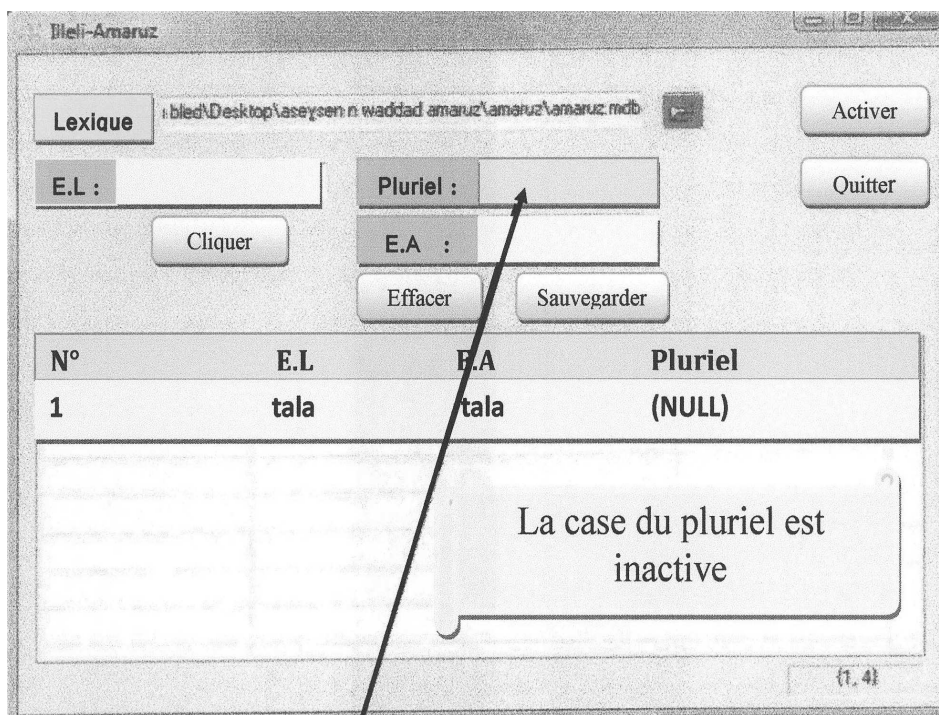 Illeli-Amaruz
Lexique bled\Desktop\aseysen n waddad amaruz\amaruz\amaruz.mdb Activer
E.L : Pluriel : Quitter
Cliquer E.A :
Effacer Sauvegarder
N° E.L E.A Pluriel
1 tala tala (NULL)
La case du pluriel est
inactive
{1, 4}